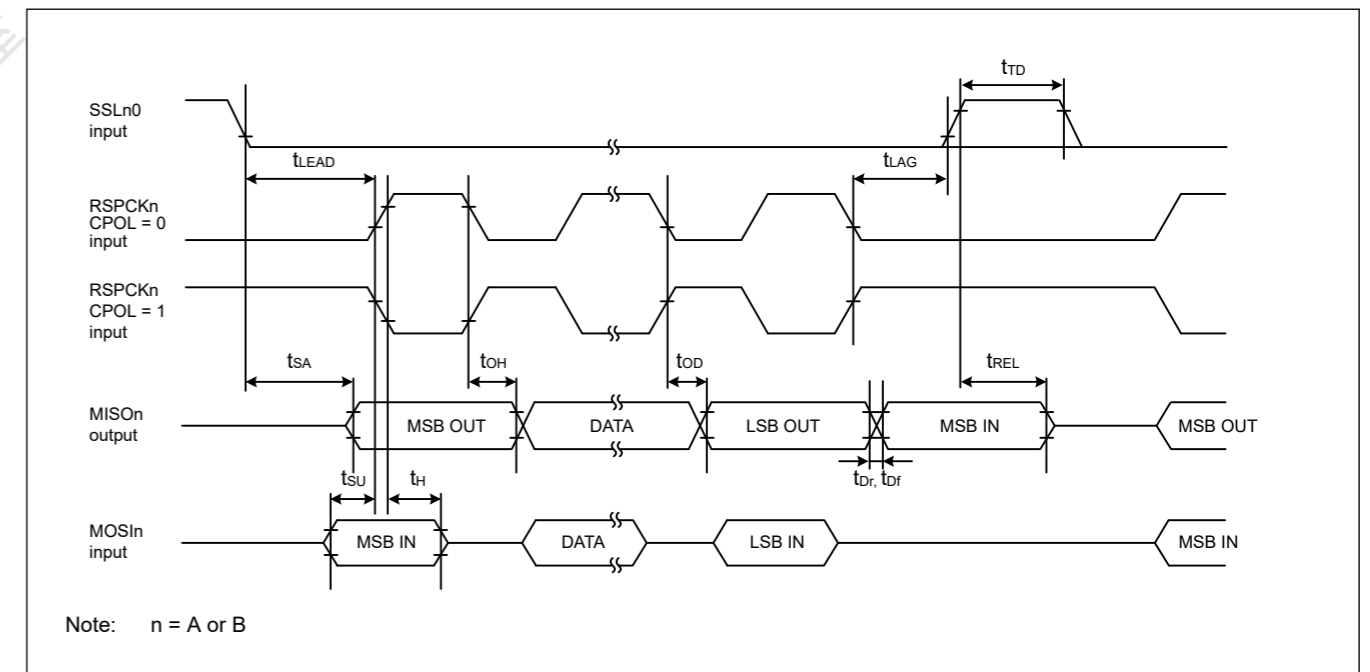 tTD
SSLn0
input
tLEAD
tLAG
RSPCKn
CPOL = 0
input
RSPCKn
CPOL = 1
input
tSA
tOH
tOD
tREL
MISOn
output
MSB OUT
DATA
LSB OUT
MSB IN
MSB OUT
tDr, tDf
tSU
tH
MOSIn
input
MSB IN
DATA
LSB IN
MSB IN
Note: n = A or B